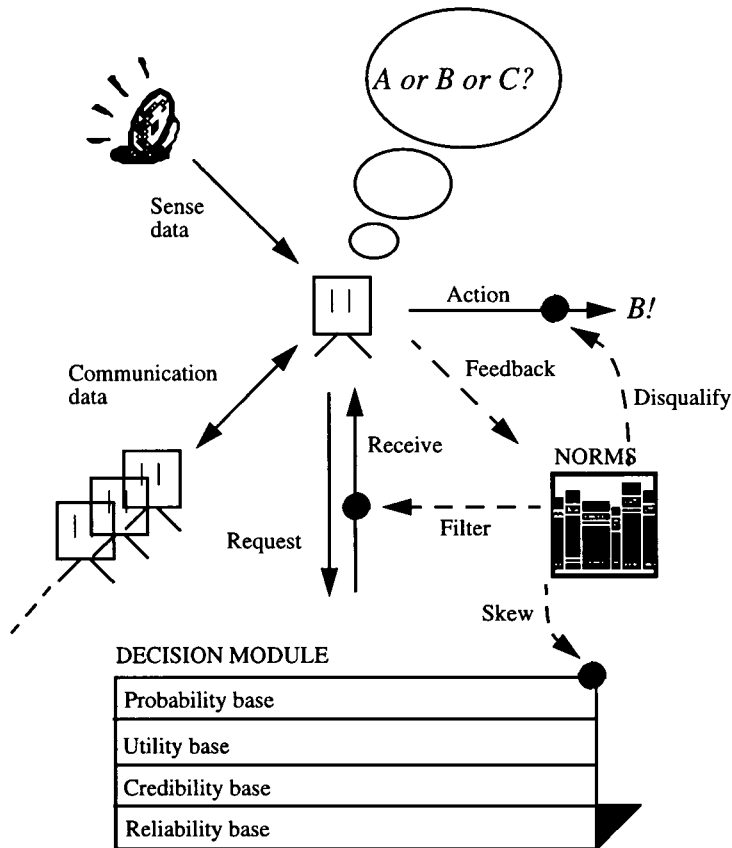 A or B or C?
Sense
data
Action
B!
Feedback
Communication
data
Disqualify
Receive
NORMS
Filter
Request
Skew
DECISION MODULE
Probability base
Utility base
Credibility base
Reliability base